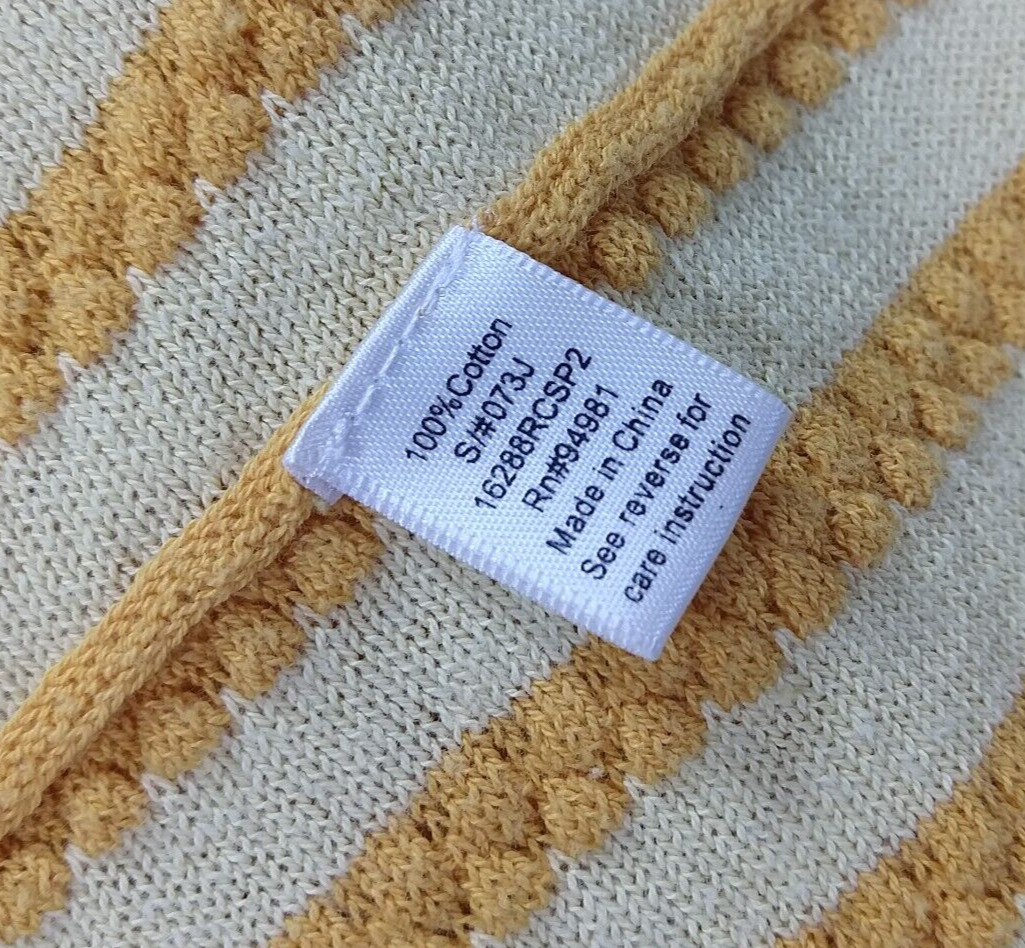 100%Cotton
S/#073J
16288RCSP2
Rn#94981
Made in China
See reverse for
care instruction